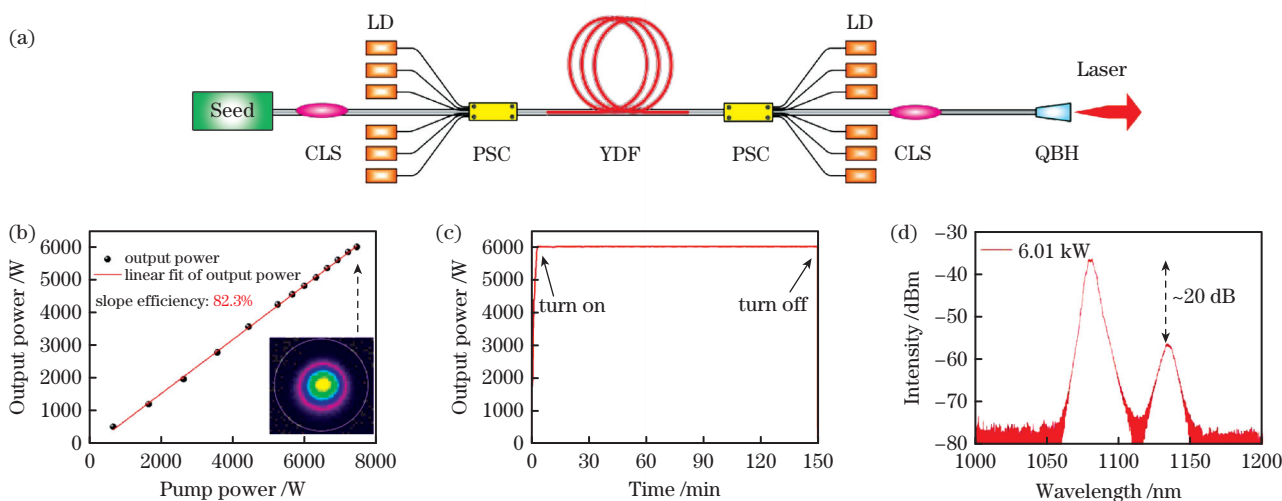 (a)
LD
LD
Laser
Seed
CLS
PSC
YDF
PSC
CLS
QBH
(b)
6000
5000
4000
3000
2000
1000
0
Output power /W
output power
linear fit of output power
slope efficiency: 82.3%
0
2000
4000
6000
8000
Pump power /W
(c)
6000
5000
4000
3000
2000
1000
0
Output power /W
turn on
turn off
0
30
60
90
120
150
Time /min
(d)
−30
−40
−50
−60
−70
−80
Intensity /dBm
6.01 kW
~20 dB
1000
1050
1100
1150
1200
Wavelength /nm